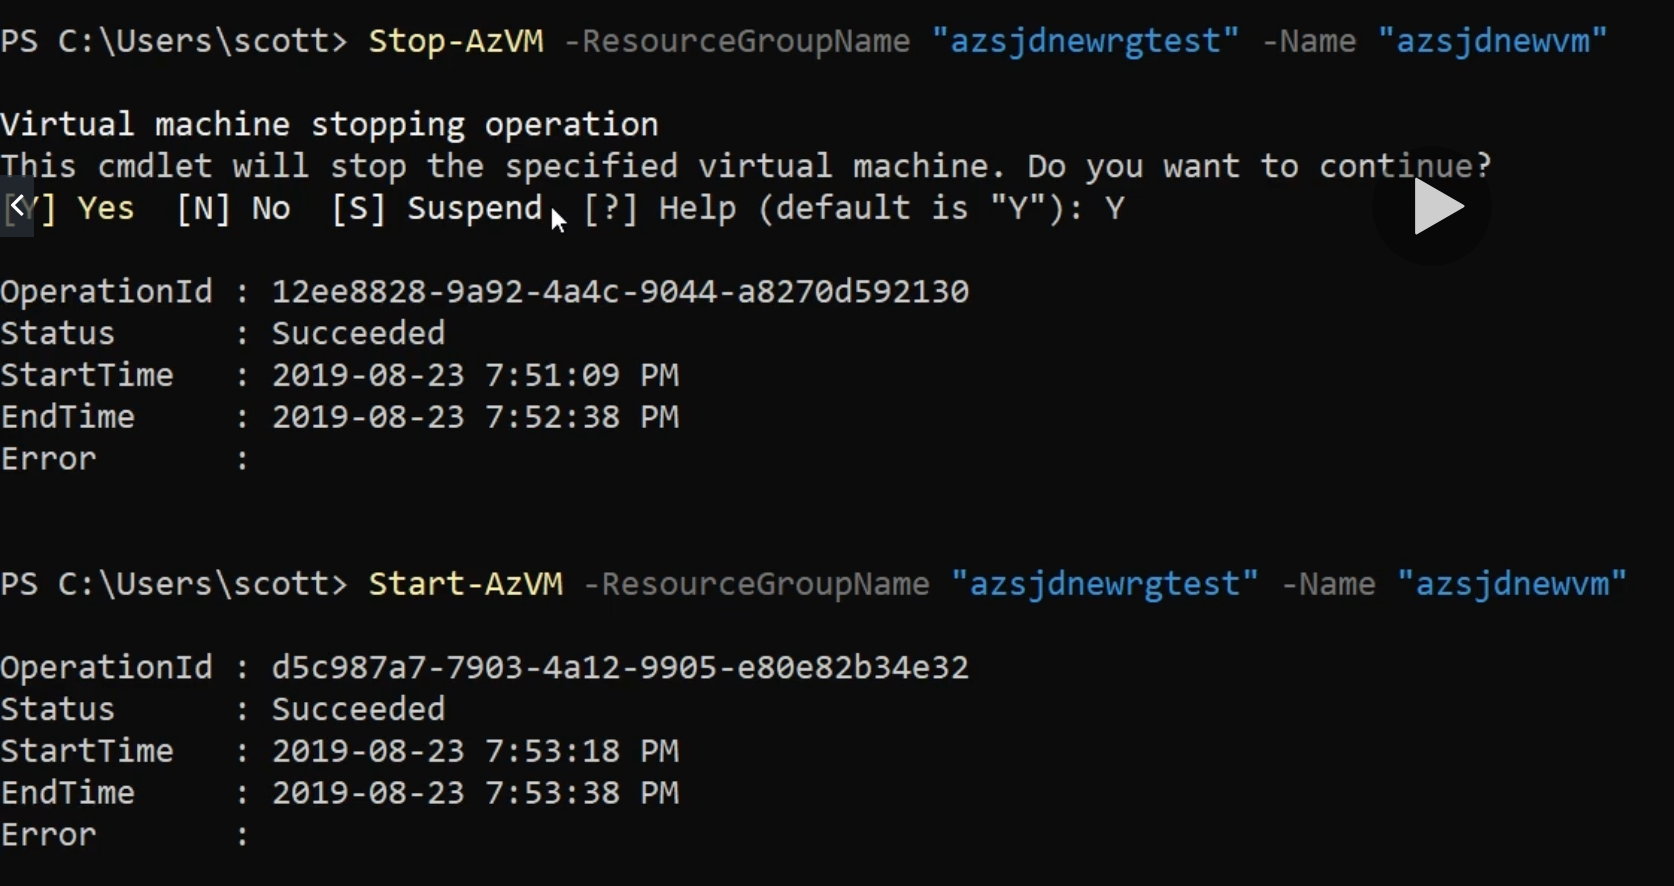 PS C:\Users\scott> Stop-AzVM -ResourceGroupName "azsjdnewrgtest" -Name "azsjdnewvm"
Virtual machine stopping operation
This cmdlet will stop the specified virtual machine. Do you want to continue?
[Y] Yes  [N] No  [S] Suspend  [?] Help (default is "Y"): Y
OperationId : 12ee8828-9a92-4a4c-9044-a8270d592130
Status      : Succeeded
StartTime   : 2019-08-23 7:51:09 PM
EndTime     : 2019-08-23 7:52:38 PM
Error       :
PS C:\Users\scott> Start-AzVM -ResourceGroupName "azsjdnewrgtest" -Name "azsjdnewvm"
OperationId : d5c987a7-7903-4a12-9905-e80e82b34e32
Status      : Succeeded
StartTime   : 2019-08-23 7:53:18 PM
EndTime     : 2019-08-23 7:53:38 PM
Error       :